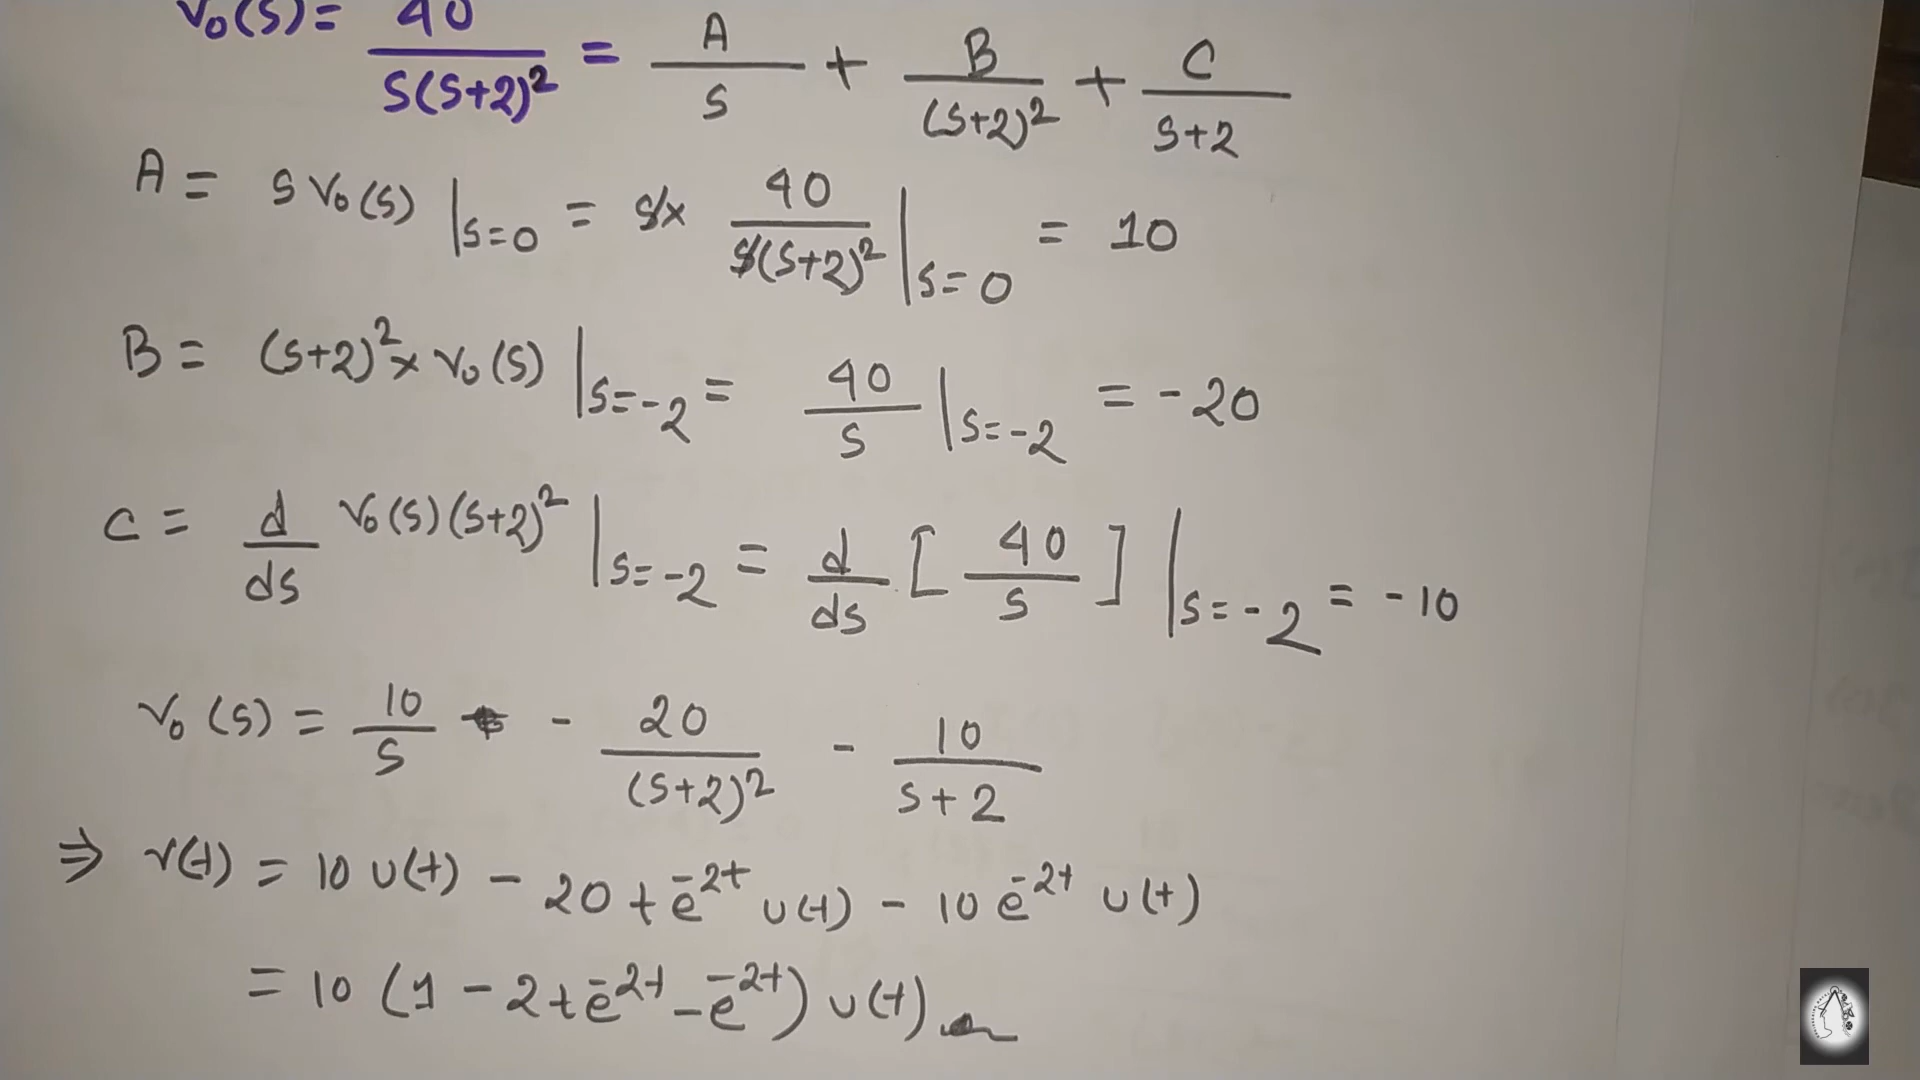 V₀(s) = 40 / S(S+2)² = A / S + B / (S+2)² + C / S+2
A = S V₀(S) |S=0 = S × 40 / S(S+2)² |S=0 = 10
B = (S+2)² × V₀(S) |S=-2 = 40 / S |S=-2 = -20
C = d/ds V₀(S)(S+2)² |S=-2 = d/ds [40 / S] |S=-2 = -10
V₀(S) = 10 / S - 20 / (S+2)² - 10 / S+2
⇒ v(t) = 10 u(t) - 20 t e^-2t u(t) - 10 e^-2t u(t)
= 10 (1 - 2 t e^-2t - e^-2t) u(t)